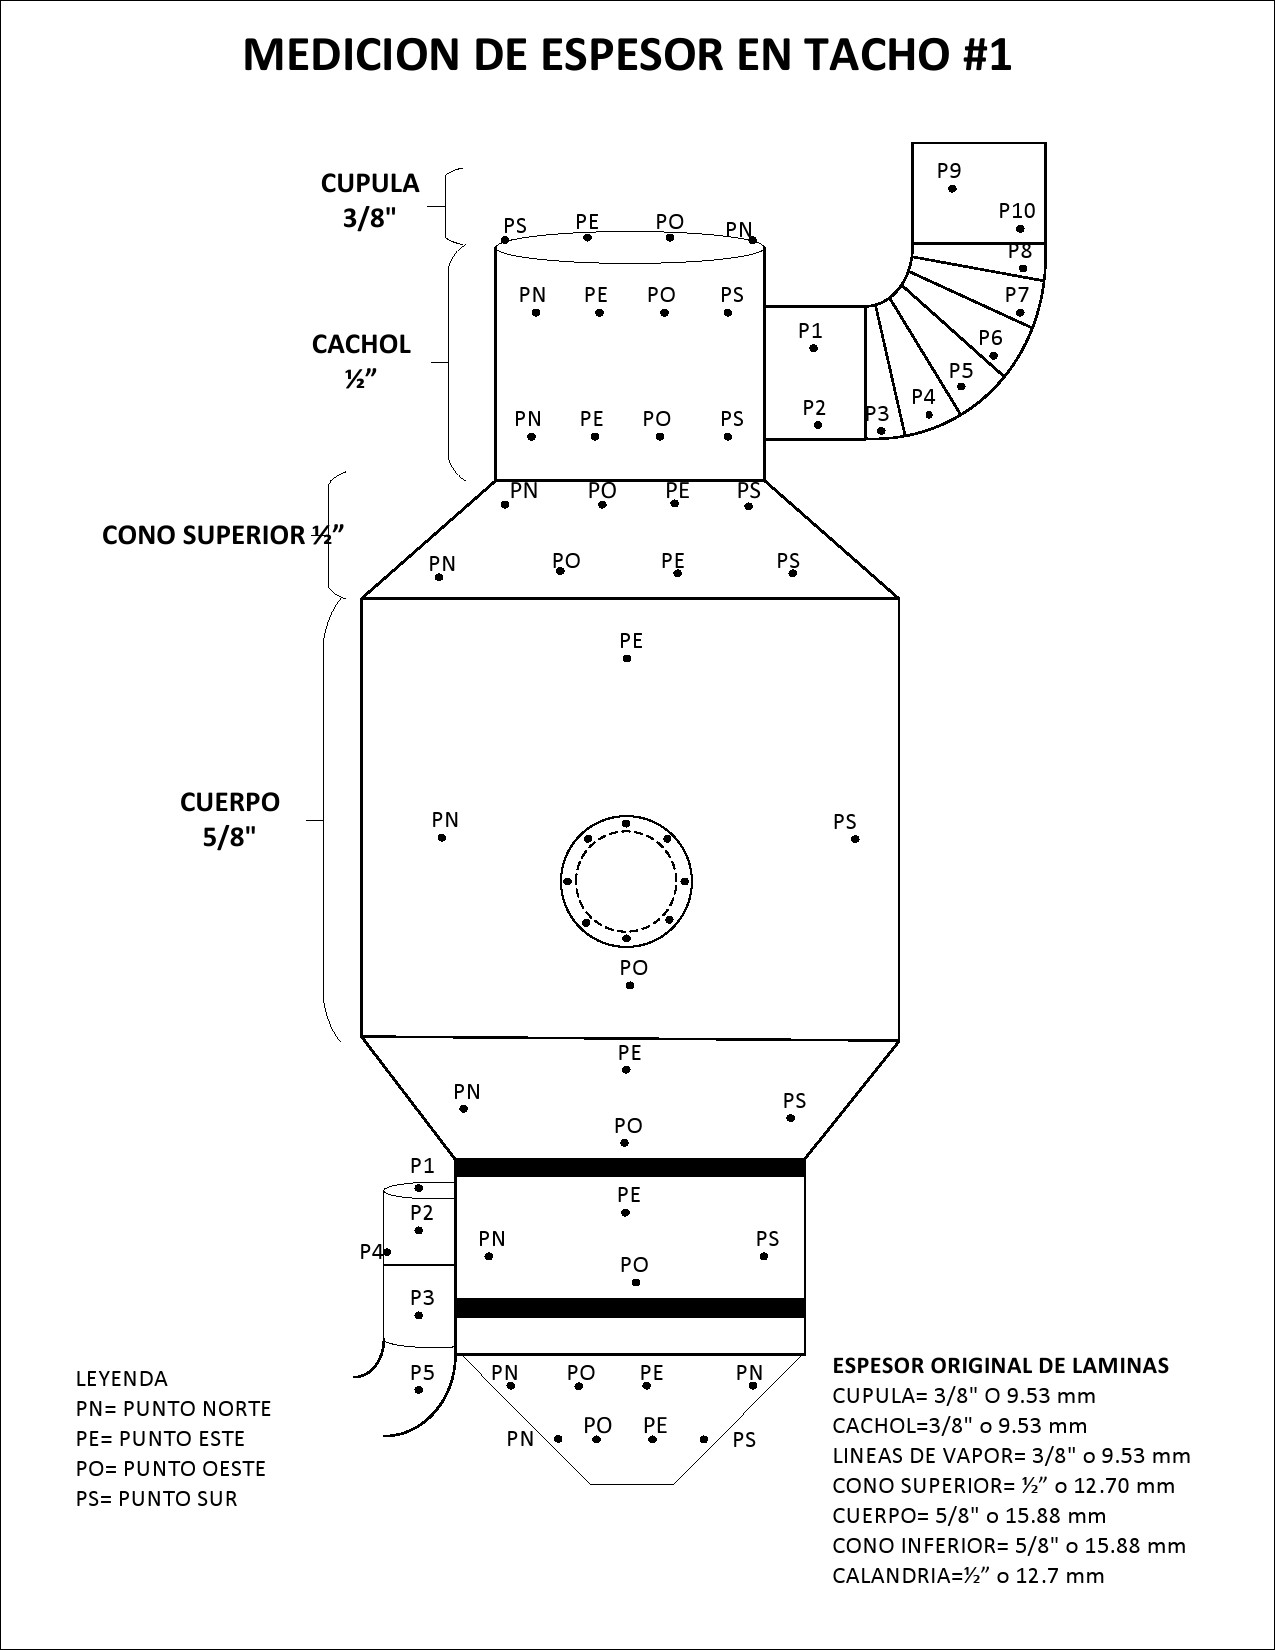 MEDICION DE ESPESOR EN TACHO #1
CUPULA
3/8"
PS PE PO PN
P9
P10
P8
P7
P6
P5
P4
P3
PN PE PO PS
P1
P2
CACHOL
½”
PN PE PO PS
PN PO PE PS
CONO SUPERIOR ½”
PN PO PE PS
PE
CUERPO
5/8"
PN PS
PO
PE
PN PS
PO
P1
P2
P4
P3
P5
PE
PN PS
PO
PN PO PE PN
PN PO PE PS
LEYENDA
PN= PUNTO NORTE
PE= PUNTO ESTE
PO= PUNTO OESTE
PS= PUNTO SUR
ESPESOR ORIGINAL DE LAMINAS
CUPULA= 3/8" O 9.53 mm
CACHOL=3/8" o 9.53 mm
LINEAS DE VAPOR= 3/8" o 9.53 mm
CONO SUPERIOR= ½” o 12.70 mm
CUERPO= 5/8" o 15.88 mm
CONO INFERIOR= 5/8" o 15.88 mm
CALANDRIA=½” o 12.7 mm